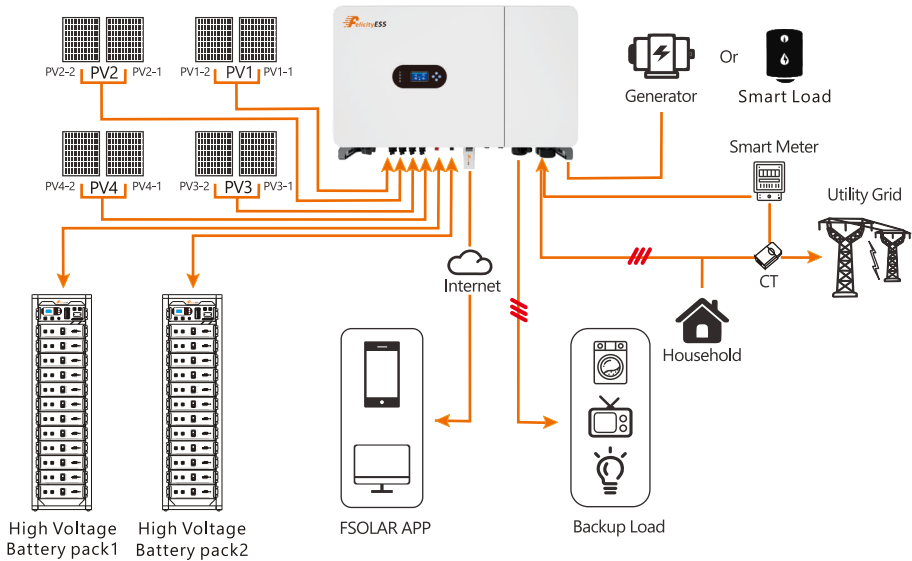 FelicityESS
PV2-2 PV2 PV2-1
PV1-2 PV1 PV1-1
Generator
Or
Smart Load
PV4-2 PV4 PV4-1
PV3-2 PV3 PV3-1
Smart Meter
Utility Grid
CT
Internet
Household
High Voltage
Battery pack1
High Voltage
Battery pack2
FSOLAR APP
Backup Load